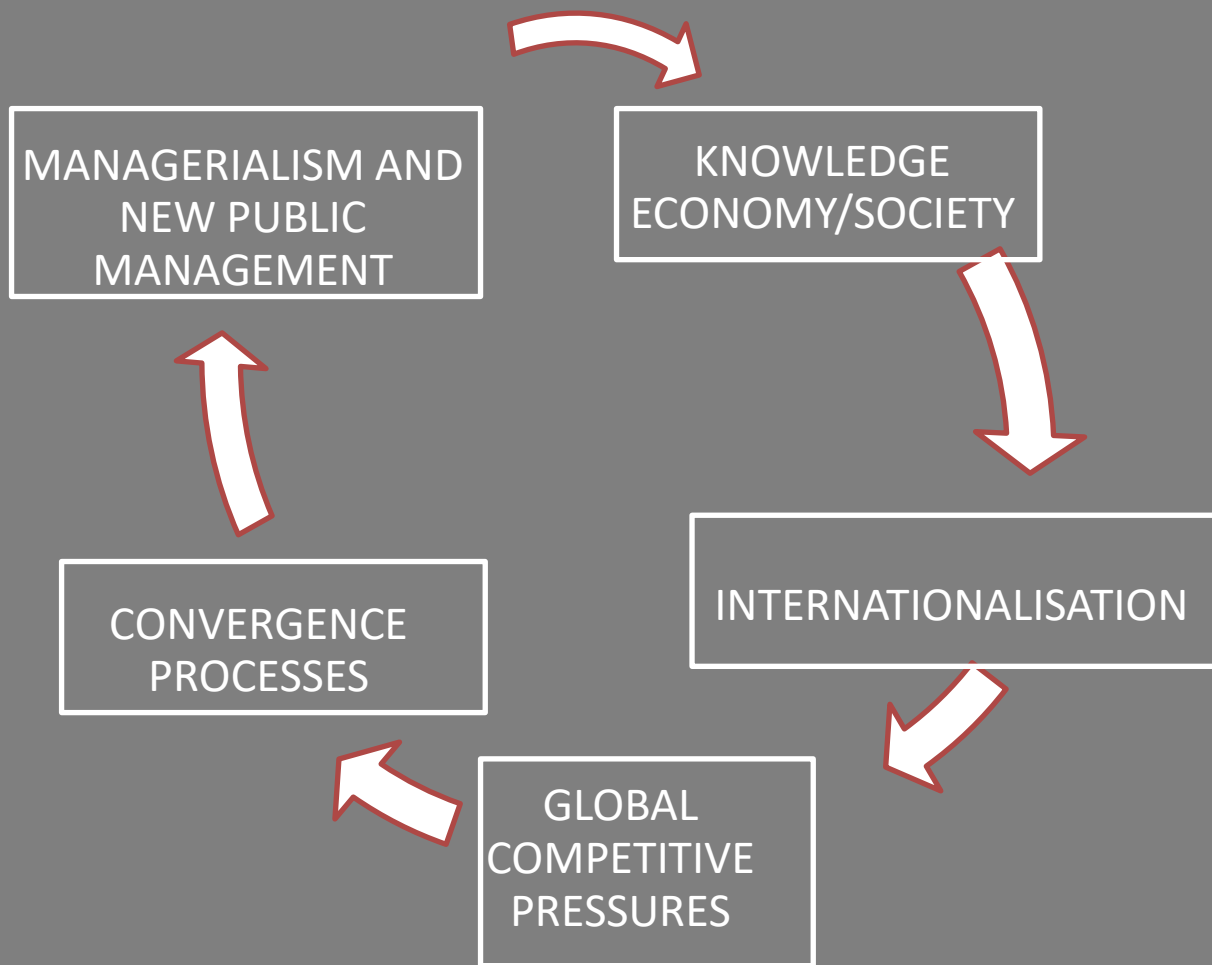 MANAGERIALISM AND
NEW PUBLIC
MANAGEMENT
KNOWLEDGE
ECONOMY/SOCIETY
INTERNATIONALISATION
GLOBAL
COMPETITIVE
PRESSURES
CONVERGENCE
PROCESSES